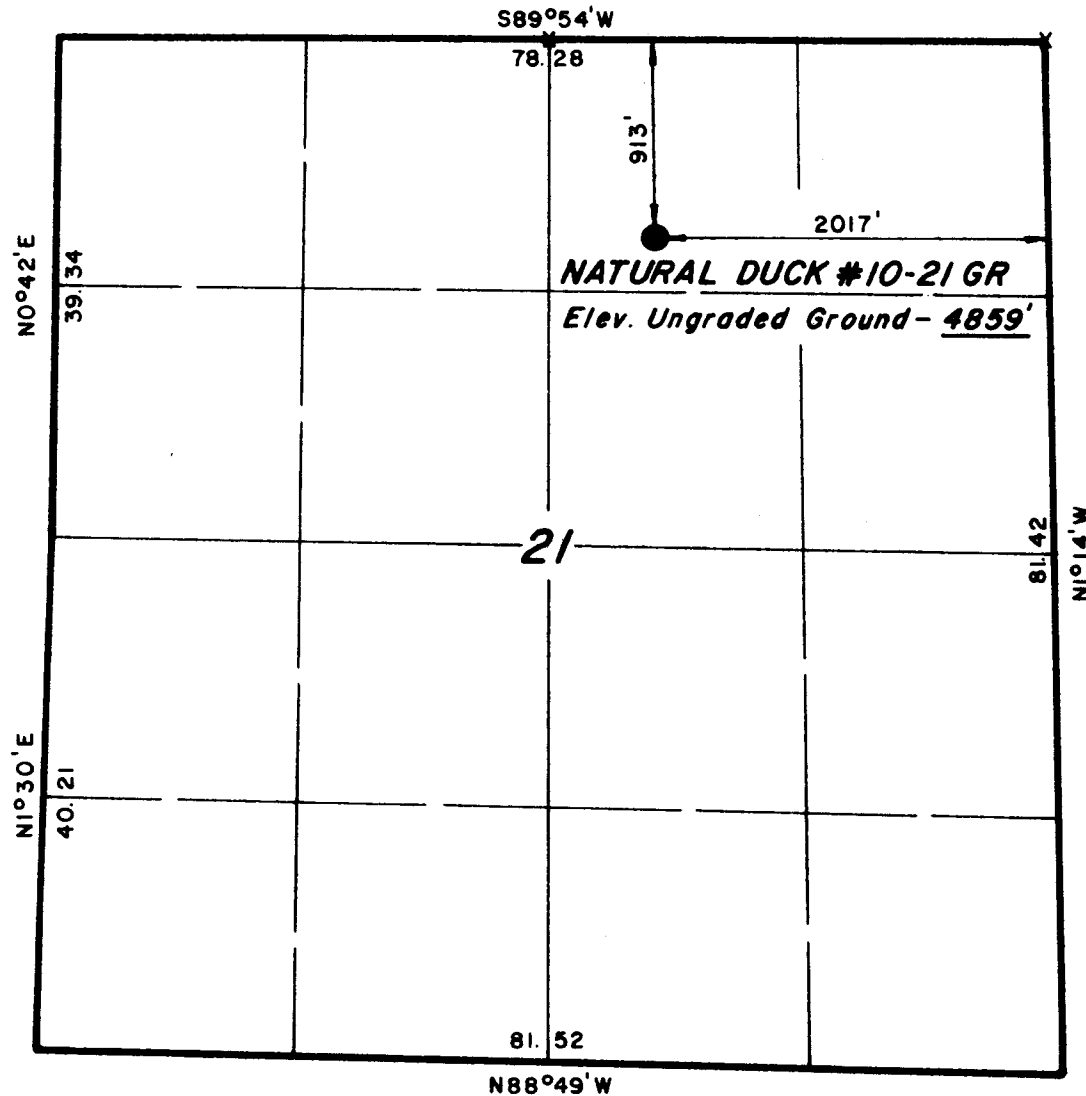 S89°54'W
78.28
913'
2017'
NATURAL DUCK #10-21 GR
Elev. Ungraded Ground - 4859'
N0°42'E
39.34
21
81.42
N1°14'W
N1°30'E
40.21
81.52
N88°49'W